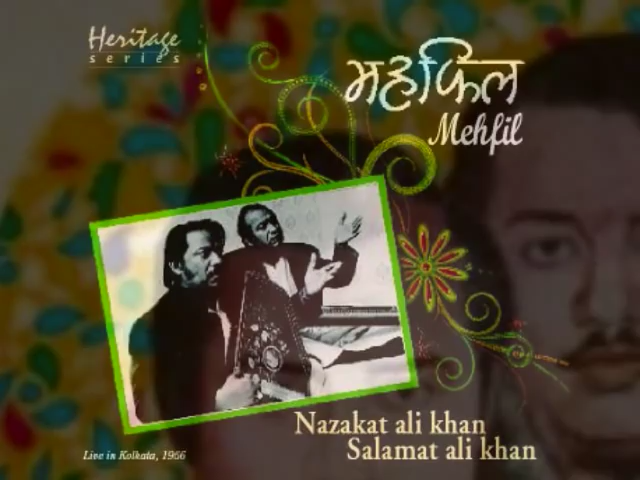 Heritage
series
महफिल
Mehfil
Nazakat ali khan
Salamat ali khan
Live in Kolkata, 1966